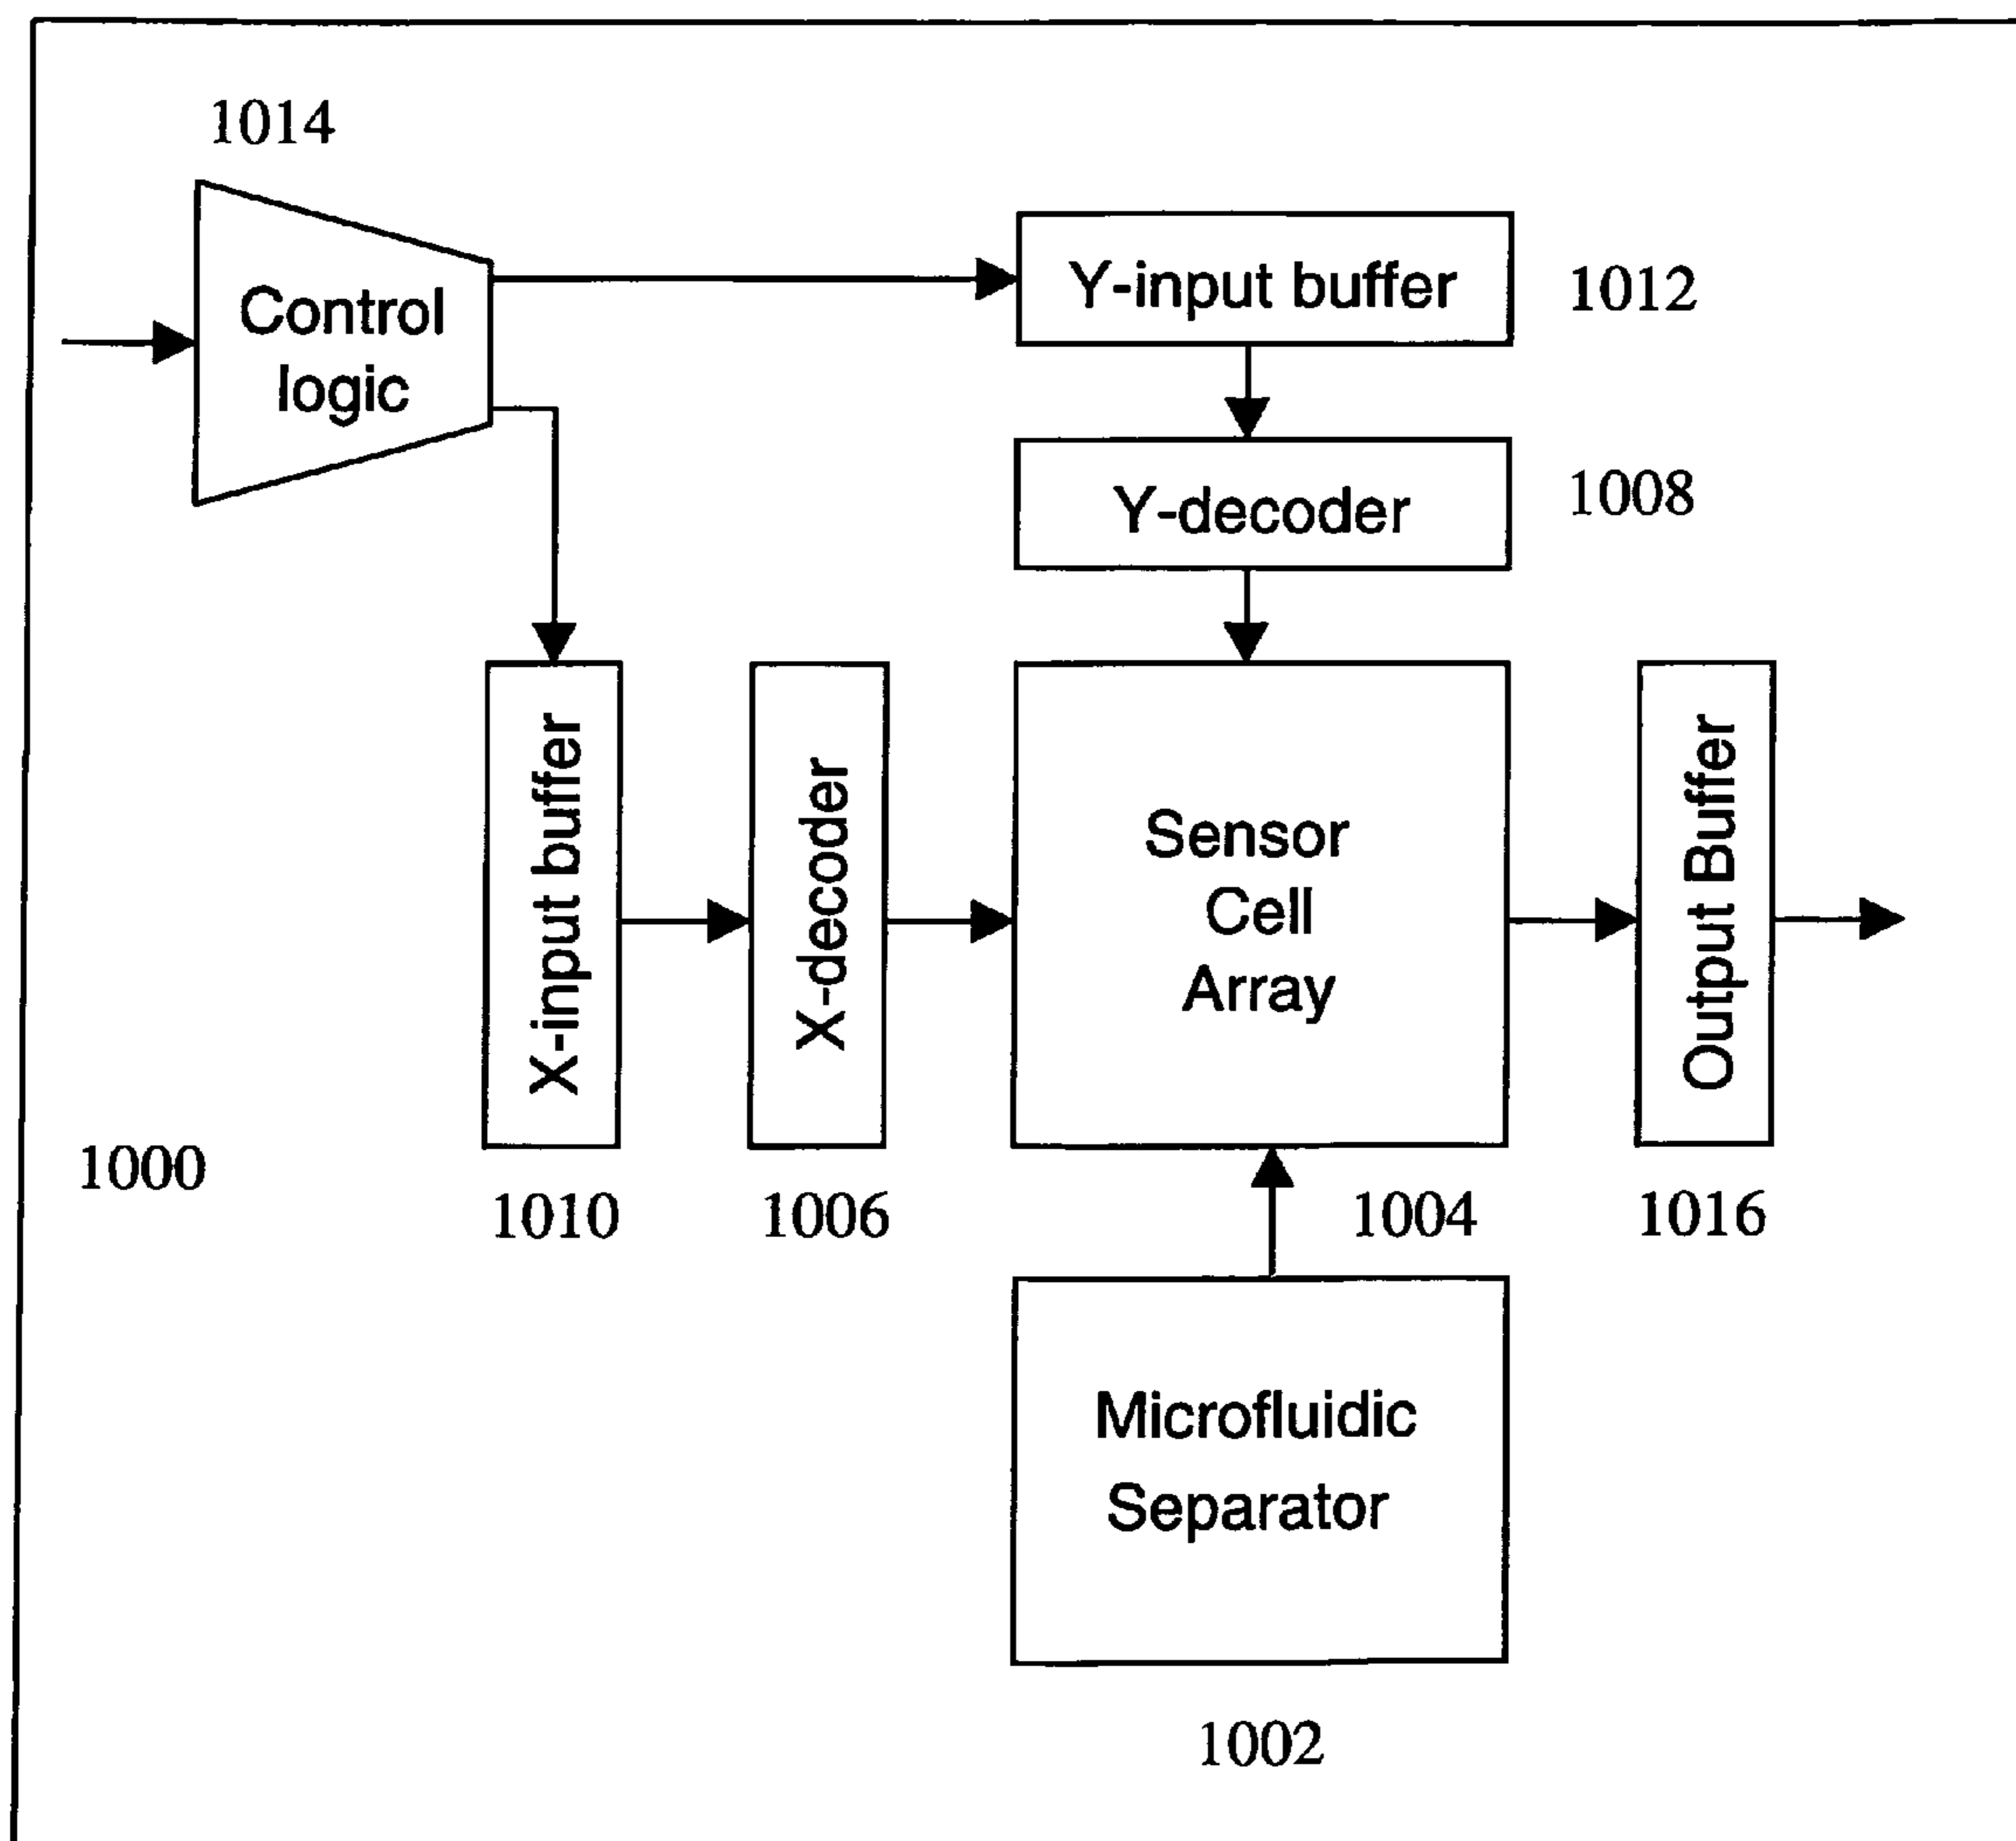 1014
Control
logic
Y-input buffer
1012
Y-decoder
1008
X-input buffer
X-decoder
Sensor
Cell
Array
Output Buffer
1000
1010
1006
1004
1016
Microfluidic
Separator
1002